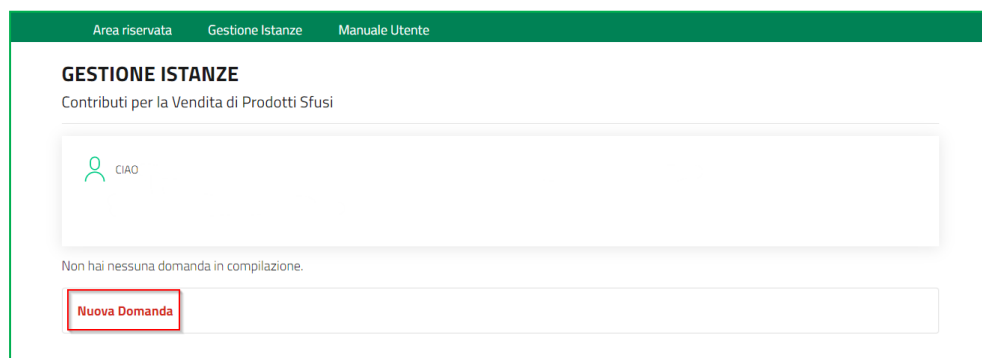 Area riservata Gestione Istanze Manuale Utente
GESTIONE ISTANZE
Contributi per la Vendita di Prodotti Sfusi
CIAO
Non hai nessuna domanda in compilazione.
Nuova Domanda